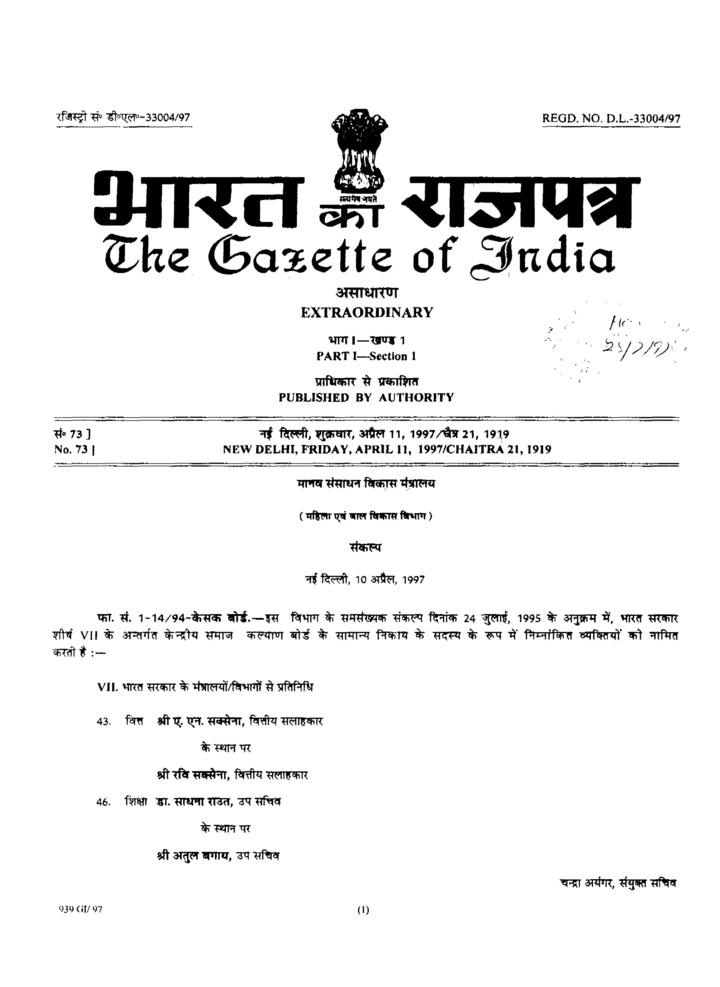 रजिस्ट्री सं० डी०एल०-33004/97
REGD. NO. D.L.-33004/97
सत्यमेव जयते
भारत का राजपत्र
The Gazette of India
असाधारण
EXTRAORDINARY
भाग I—खण्ड 1
PART I—Section 1
प्राधिकार से प्रकाशित
PUBLISHED BY AUTHORITY
सं० 73 ]
नई दिल्ली, शुक्रवार, अप्रैल 11, 1997/चैत्र 21, 1919
No. 73 ]
NEW DELHI, FRIDAY, APRIL 11, 1997/CHAITRA 21, 1919
मानव संसाधन विकास मंत्रालय
( महिला एवं बाल विकास विभाग )
संकल्प
नई दिल्ली, 10 अप्रैल, 1997
फा. सं. 1-14/94-केसक बोर्ड.—इस विभाग के समसंख्यक संकल्प दिनांक 24 जुलाई, 1995 के अनुक्रम में, भारत सरकार
शीर्ष VII के अन्तर्गत केन्द्रीय समाज कल्याण बोर्ड के सामान्य निकाय के सदस्य के रूप में निम्नांकित व्यक्तियों को नामित
करती है :—
VII. भारत सरकार के मंत्रालयों/विभागों से प्रतिनिधि
43. वित्त श्री ए. एन. सक्सेना, वित्तीय सलाहकार
के स्थान पर
श्री रवि सक्सैना, वित्तीय सलाहकार
46. शिक्षा डा. साधना राउत, उप सचिव
के स्थान पर
श्री अतुल बगाय, उप सचिव
चन्द्रा अयंगर, संयुक्त सचिव
939 GI/97
(1)